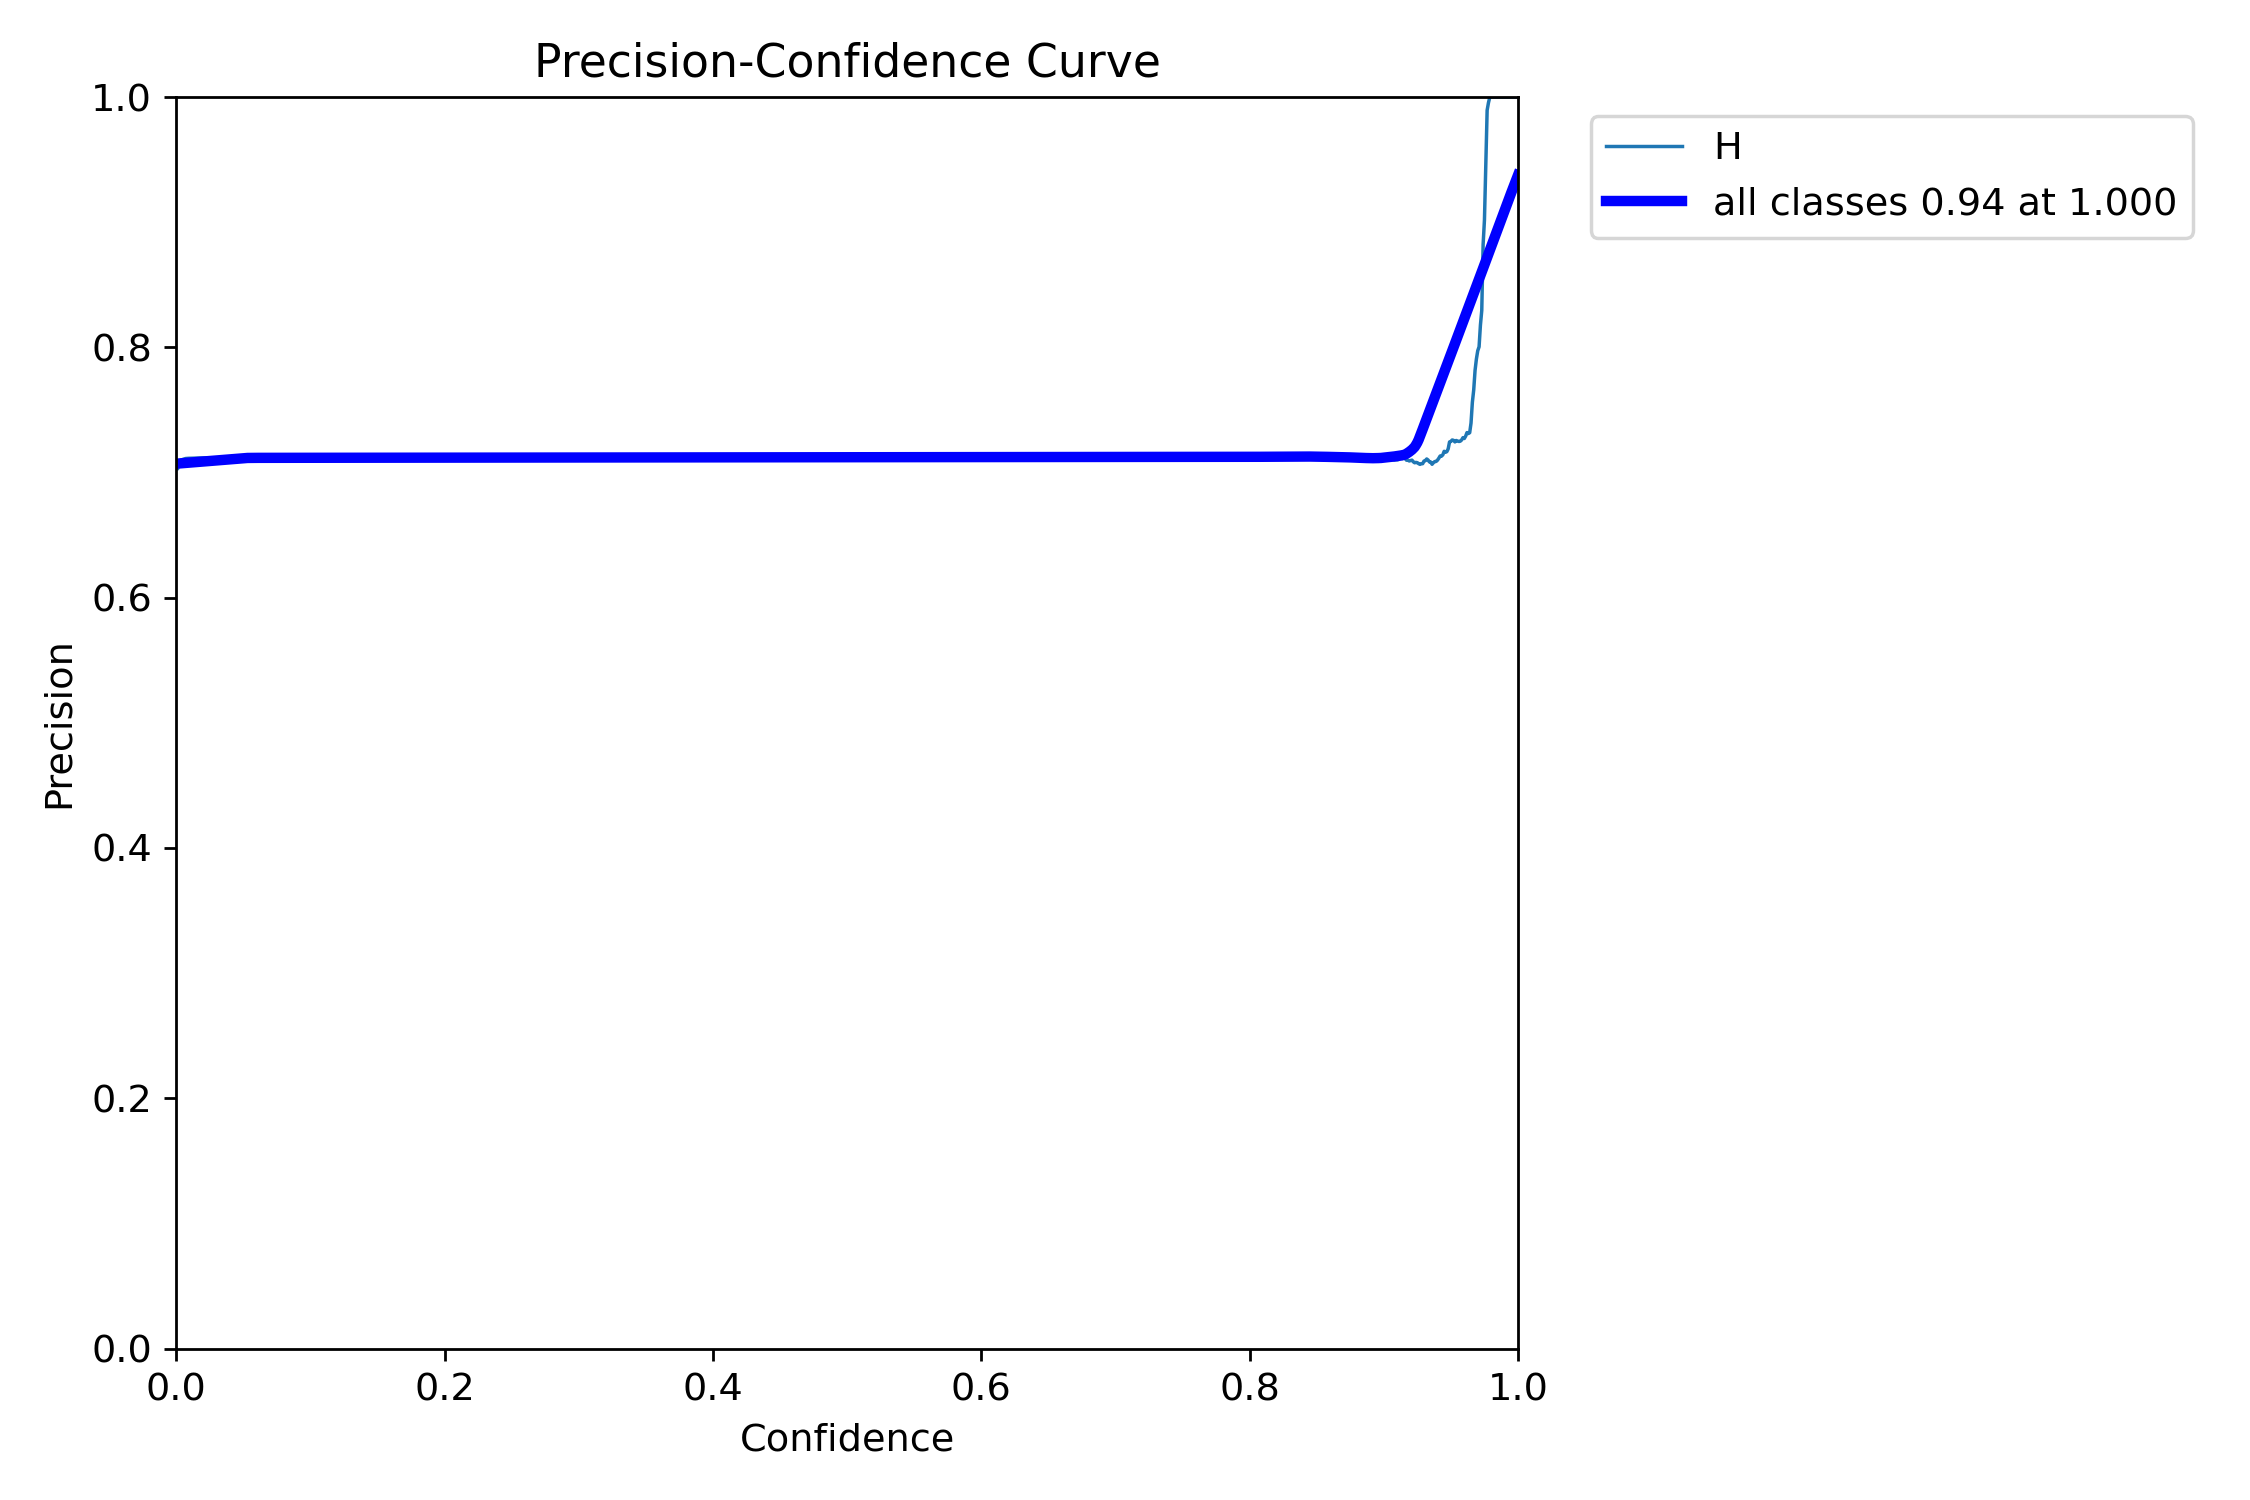 Precision-Confidence Curve
1.0
0.8
0.6
0.4
0.2
0.0
Precision
0.0 0.2 0.4 0.6 0.8 1.0
Confidence
H
all classes 0.94 at 1.000